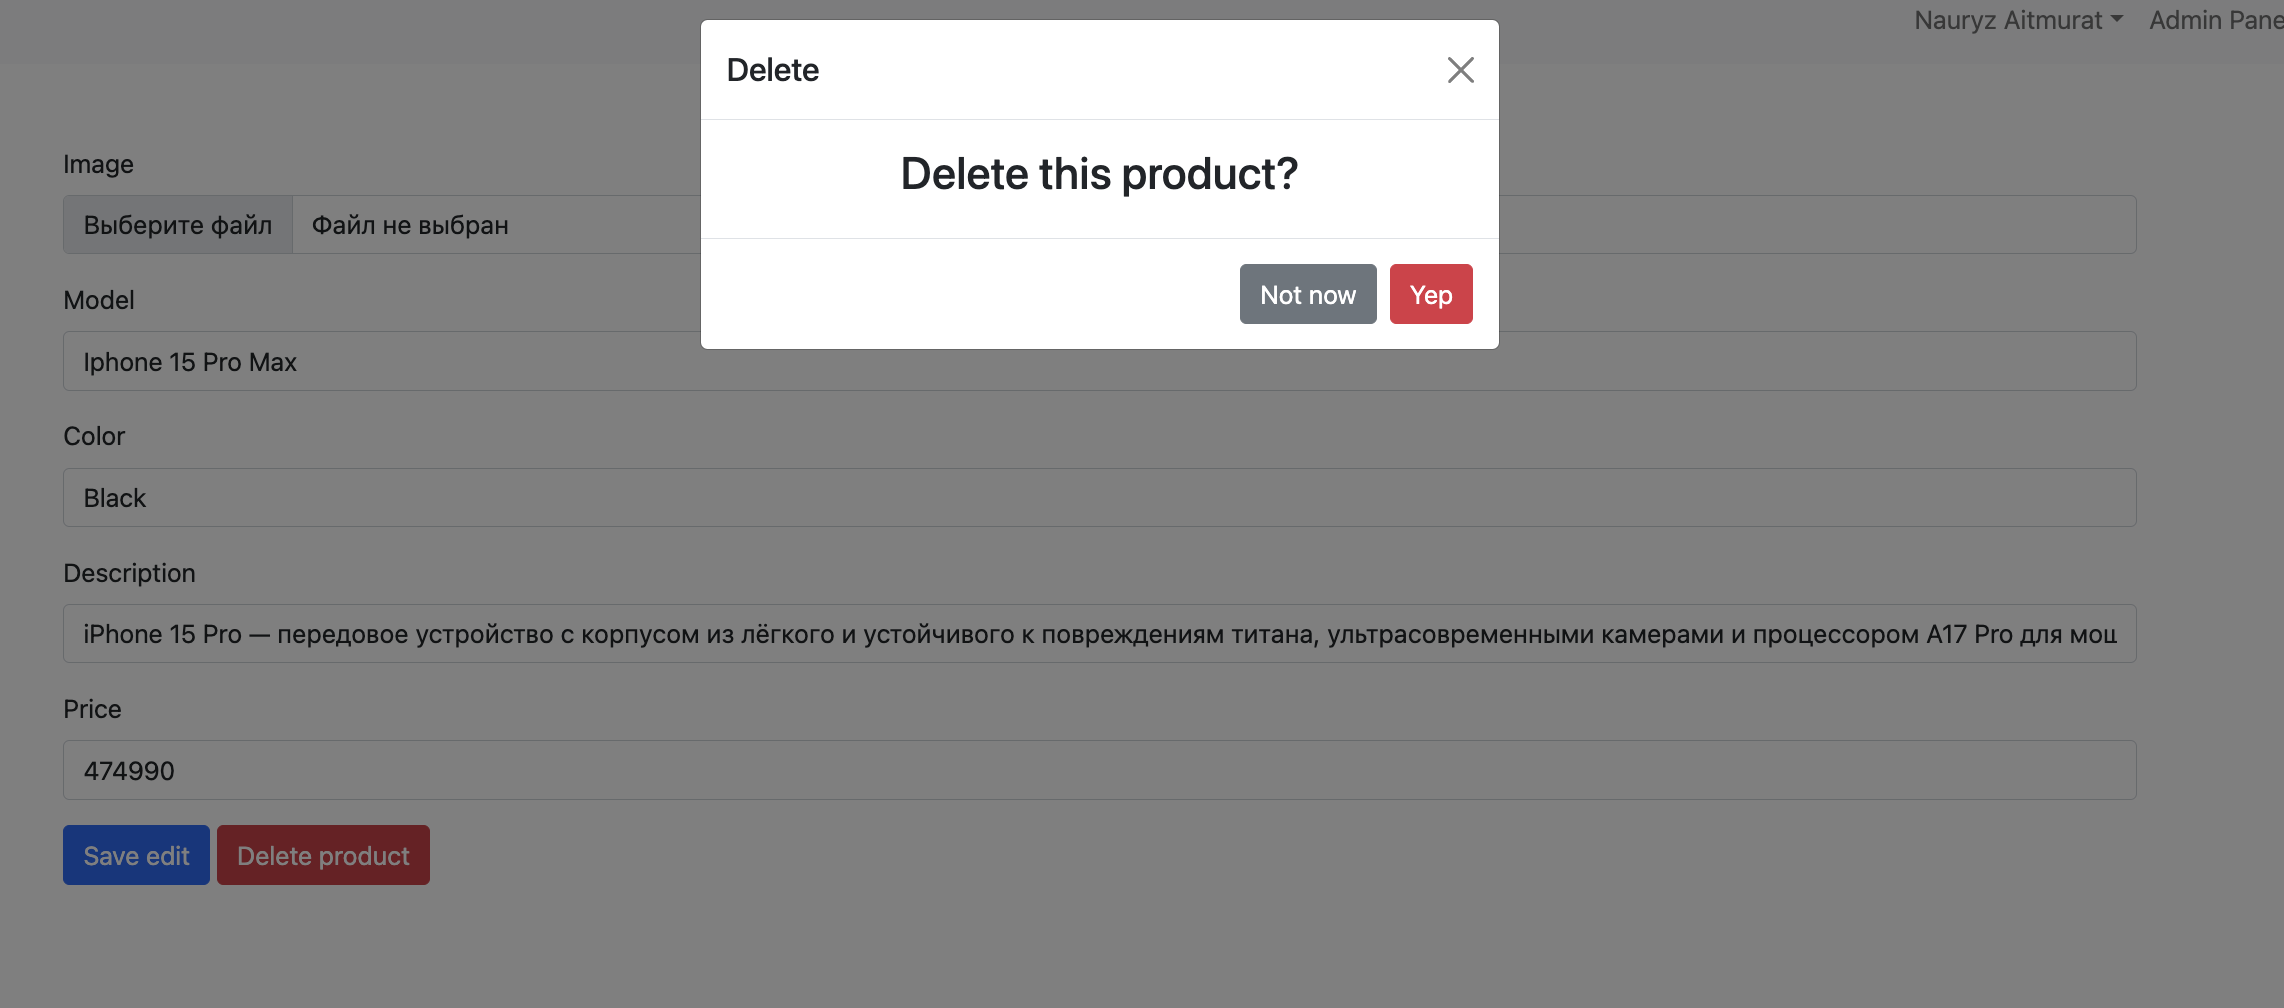 Nauryz Aitmurat Admin Pane
Delete
Delete this product?
Not now Yep
Image
Выберите файл Файл не выбран
Model
Iphone 15 Pro Max
Color
Black
Description
iPhone 15 Pro — передовое устройство с корпусом из лёгкого и устойчивого к повреждениям титана, ультрасовременными камерами и процессором A17 Pro для мощ
Price
474990
Save edit Delete product